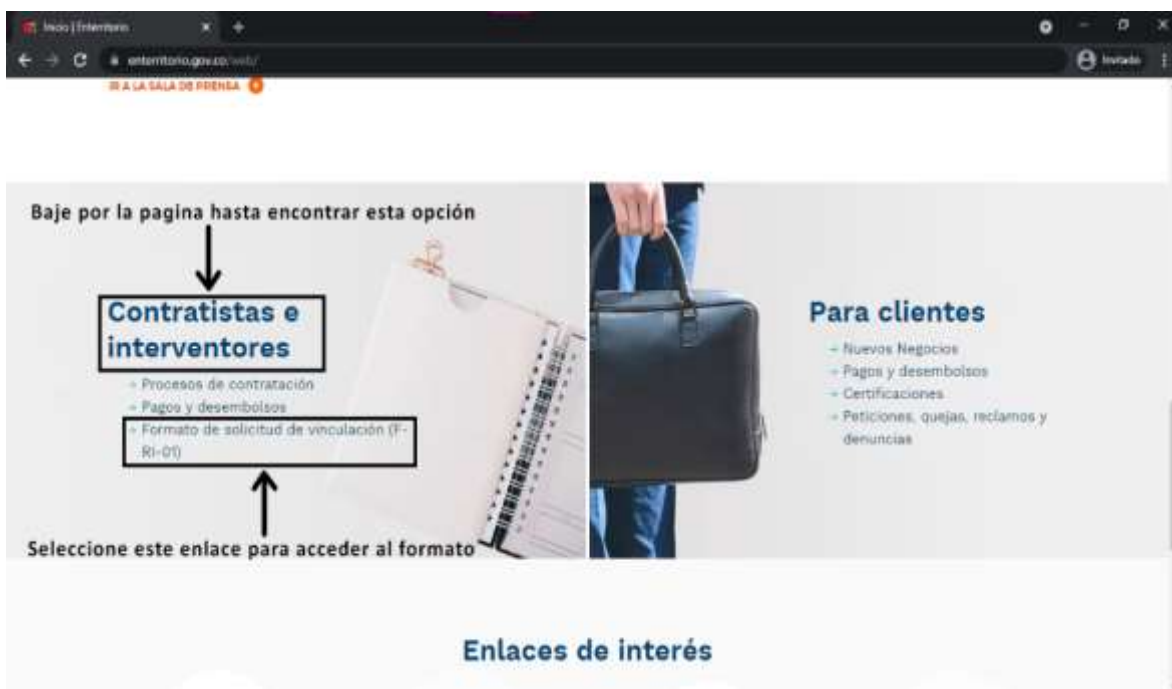 Inicio | Enterritorio
enterritorio.gov.co/web/
Invitado
IR A LA SALA DE PRENSA
Baje por la pagina hasta encontrar esta opción
Contratistas e
interventores
Procesos de contratación
Pagos y desembolsos
Formato de solicitud de vinculación (F-
RI-01)
Seleccione este enlace para acceder al formato
Para clientes
Nuevos Negocios
Pagos y desembolsos
Certificaciones
Peticiones, quejas, reclamos y
denuncias
Enlaces de interés